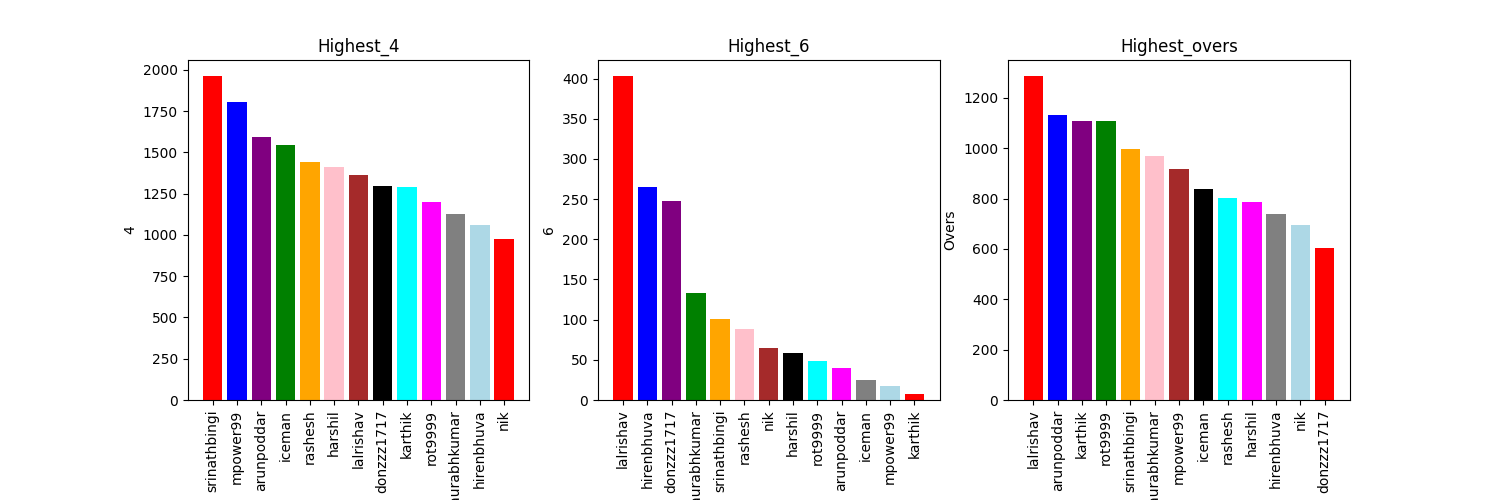 Highest_4
2000
1750
1500
1250
1000
750
500
250
0
4
srinathbingi
mpower99
arunpoddar
iceman
rashesh
harshil
lalrishav
donzzz1717
karthik
rot9999
urabhkumar
hirenbhuva
nik
Highest_6
400
350
300
250
200
150
100
50
0
6
lalrishav
hirenbhuva
donzzz1717
urabhkumar
srinathbingi
rashesh
nik
harshil
rot9999
arunpoddar
iceman
mpower99
karthik
Highest_overs
1200
1000
800
600
400
200
0
Overs
lalrishav
arunpoddar
karthik
rot9999
srinathbingi
urabhkumar
mpower99
iceman
rashesh
harshil
hirenbhuva
nik
donzzz1717